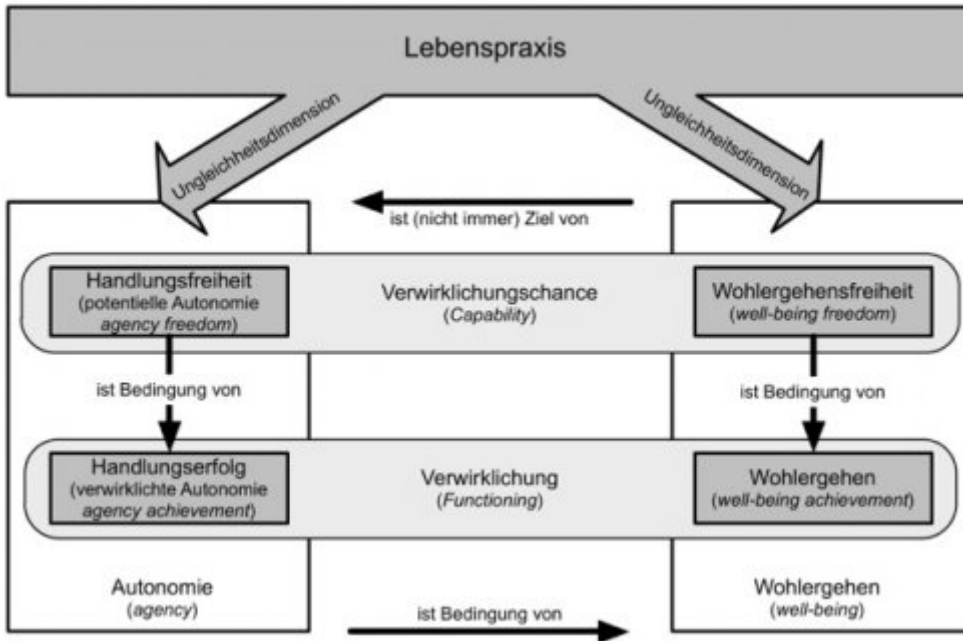 Lebenspraxis
Ungleichheitsdimension
Ungleichheitsdimension
ist (nicht immer) Ziel von
Handlungsfreiheit
(potentielle Autonomie
agency freedom)
Verwirklichungschance
(Capability)
Wohlergehensfreiheit
(well-being freedom)
ist Bedingung von
ist Bedingung von
Handlungserfolg
(verwirklichte Autonomie
agency achievement)
Verwirklichung
(Functioning)
Wohlergehen
(well-being achievement)
Autonomie
(agency)
Wohlergehen
(well-being)
ist Bedingung von